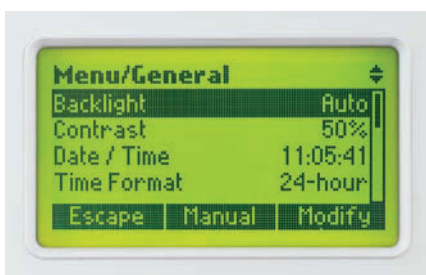 Menu/General
Backlight Auto
Contrast 50%
Date / Time 11:05:41
Time Format 24-hour
Escape Manual Modify